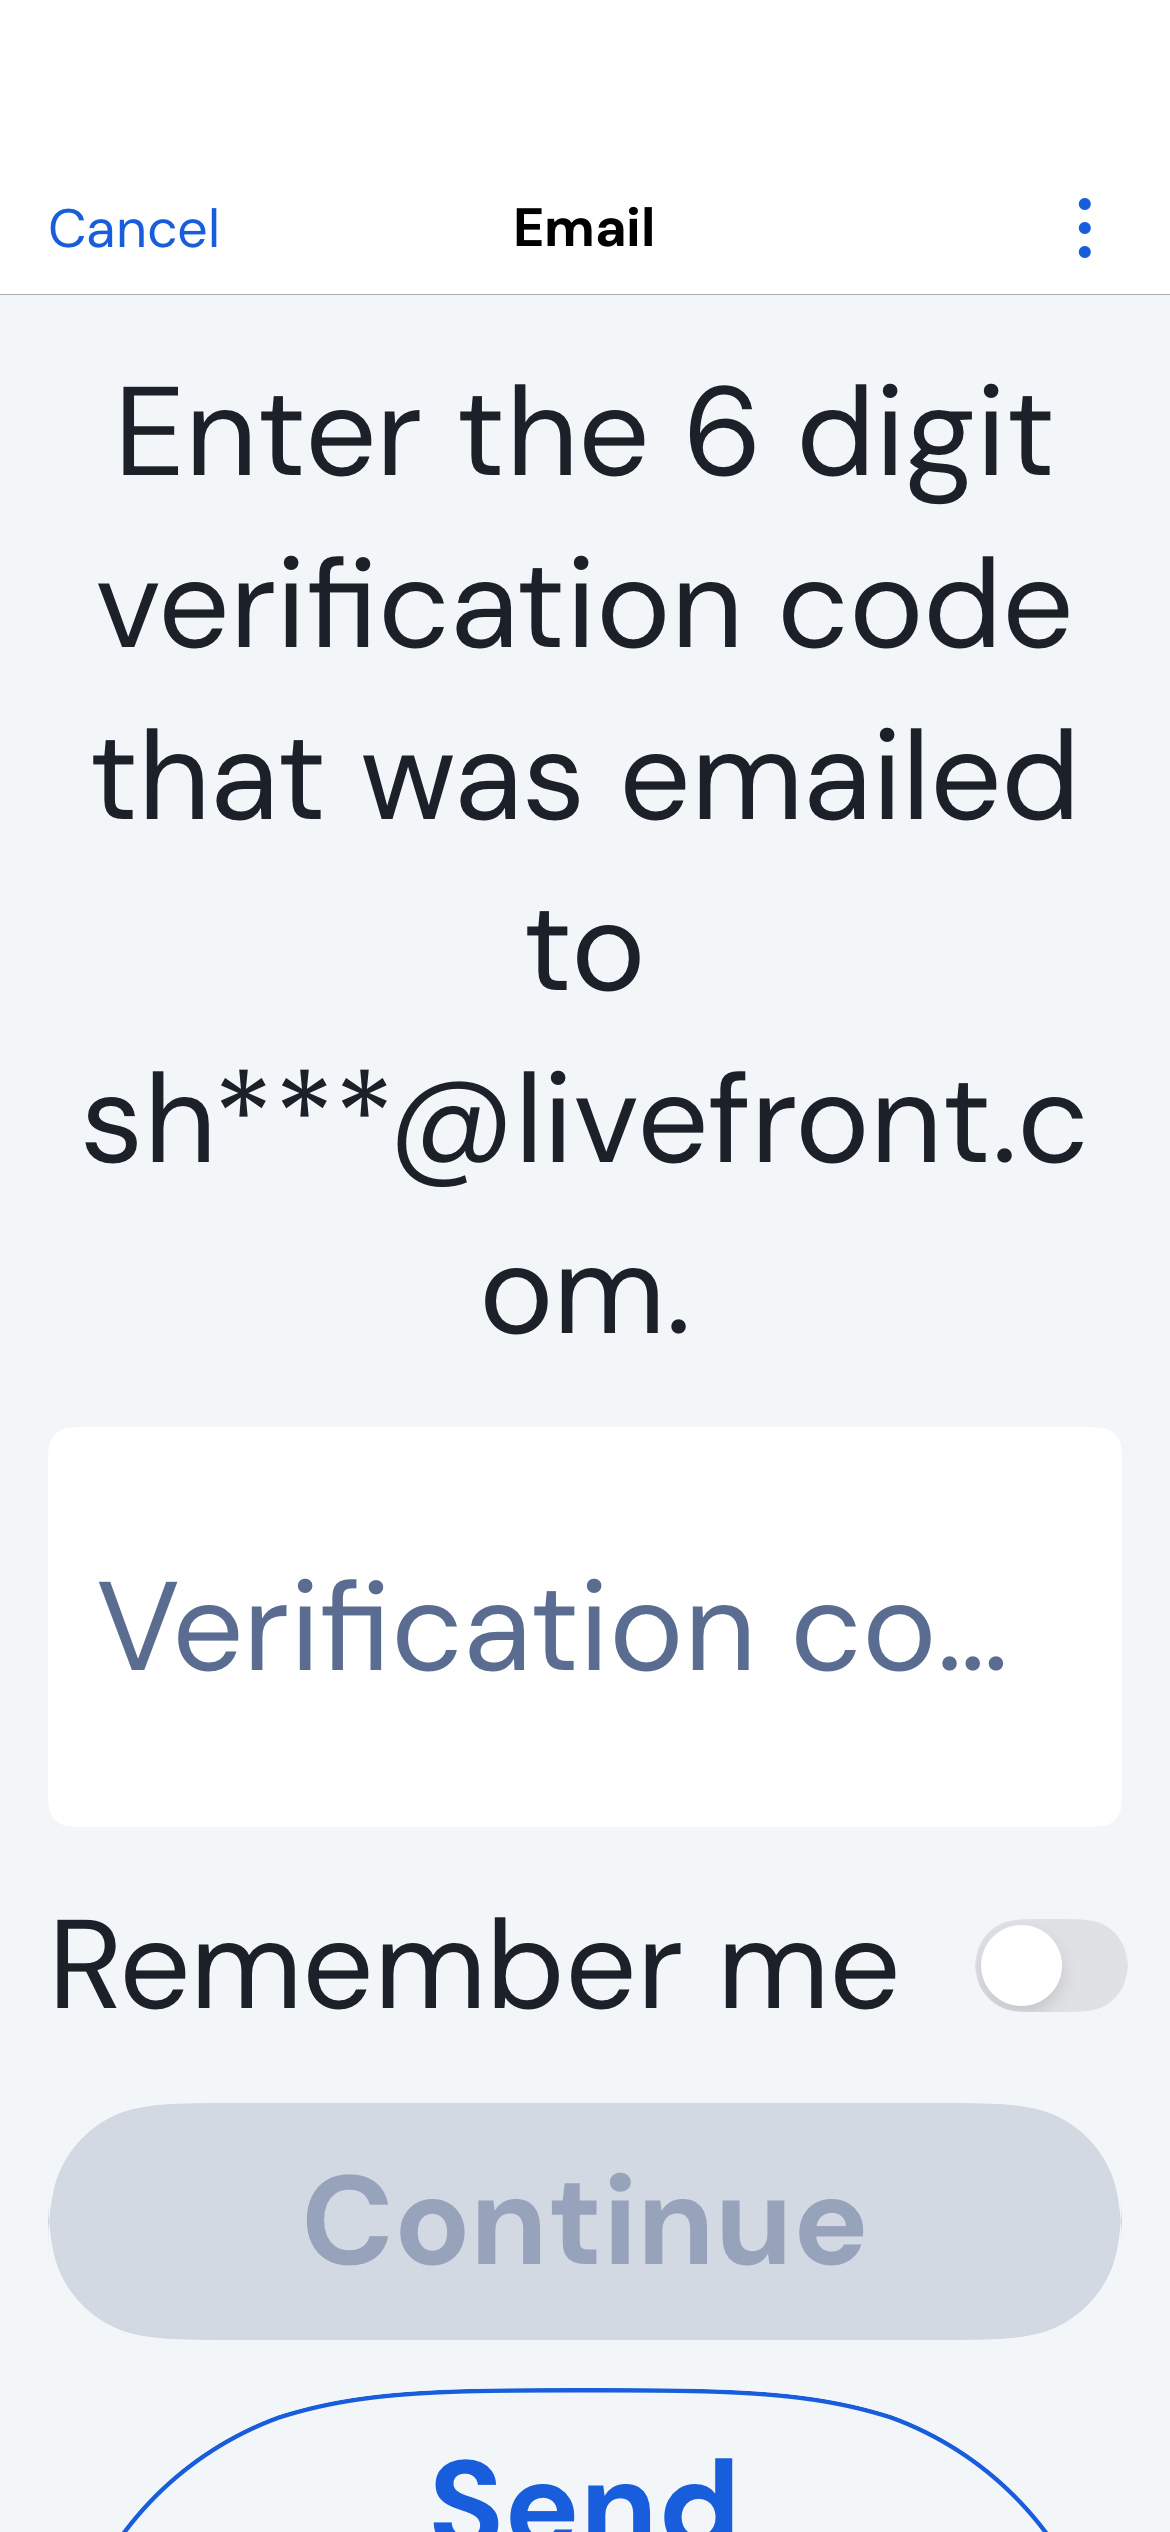 Cancel
Email
Enter the 6 digit
verification code
that was emailed
to
sh***@livefront.c
om.
Verification co...
Remember me
Continue
Send